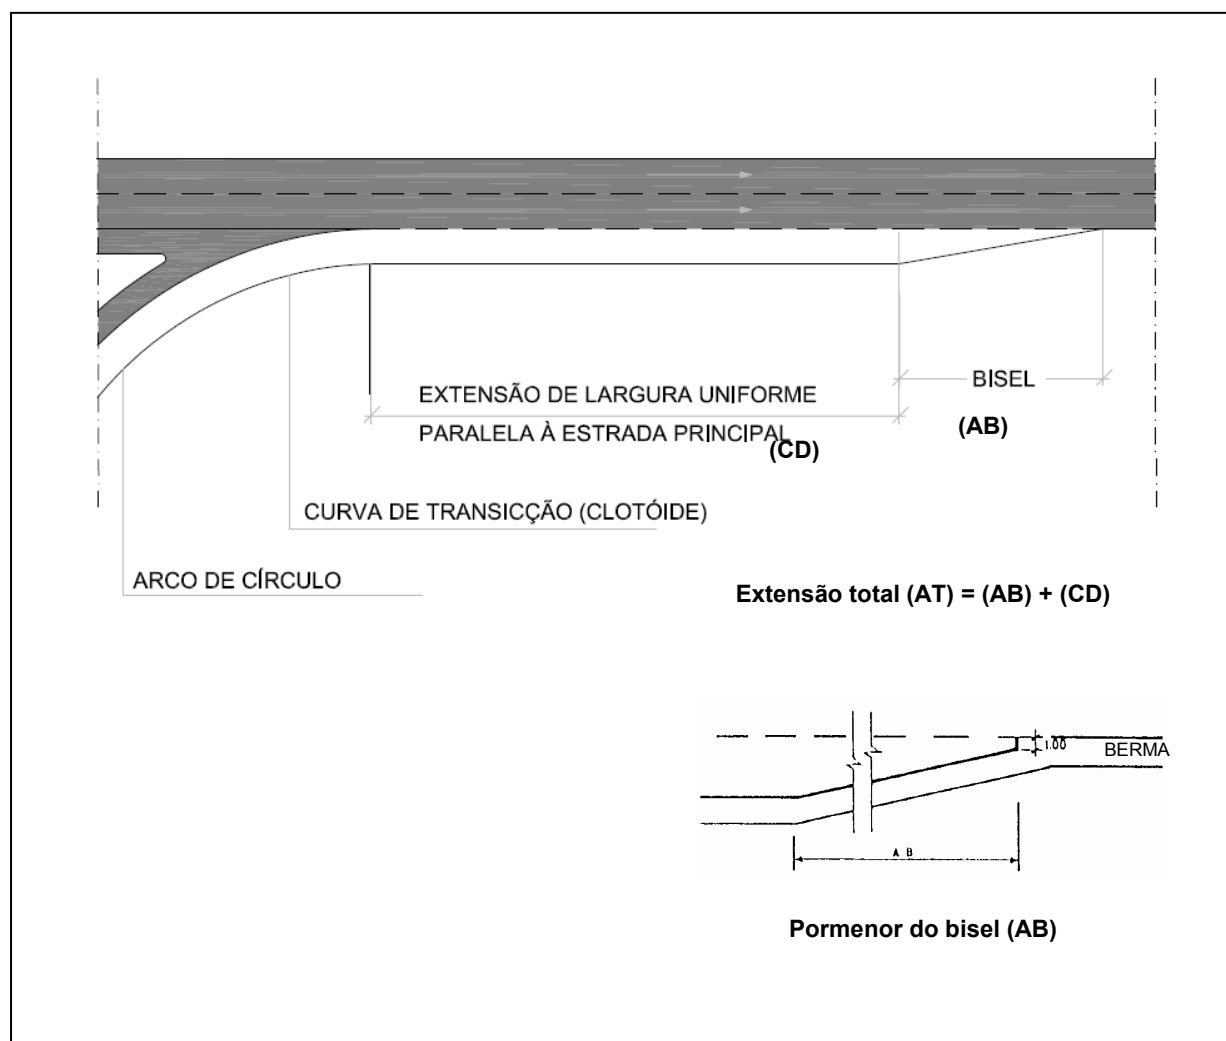 BISEL
(AB)
EXTENSÃO DE LARGURA UNIFORME
PARALELA À ESTRADA PRINCIPAL
(CD)
CURVA DE TRANSICÇÃO (CLOTÓIDE)
ARCO DE CÍRCULO
Extensão total (AT) = (AB) + (CD)
1.00
BERMA
A B
Pormenor do bisel (AB)